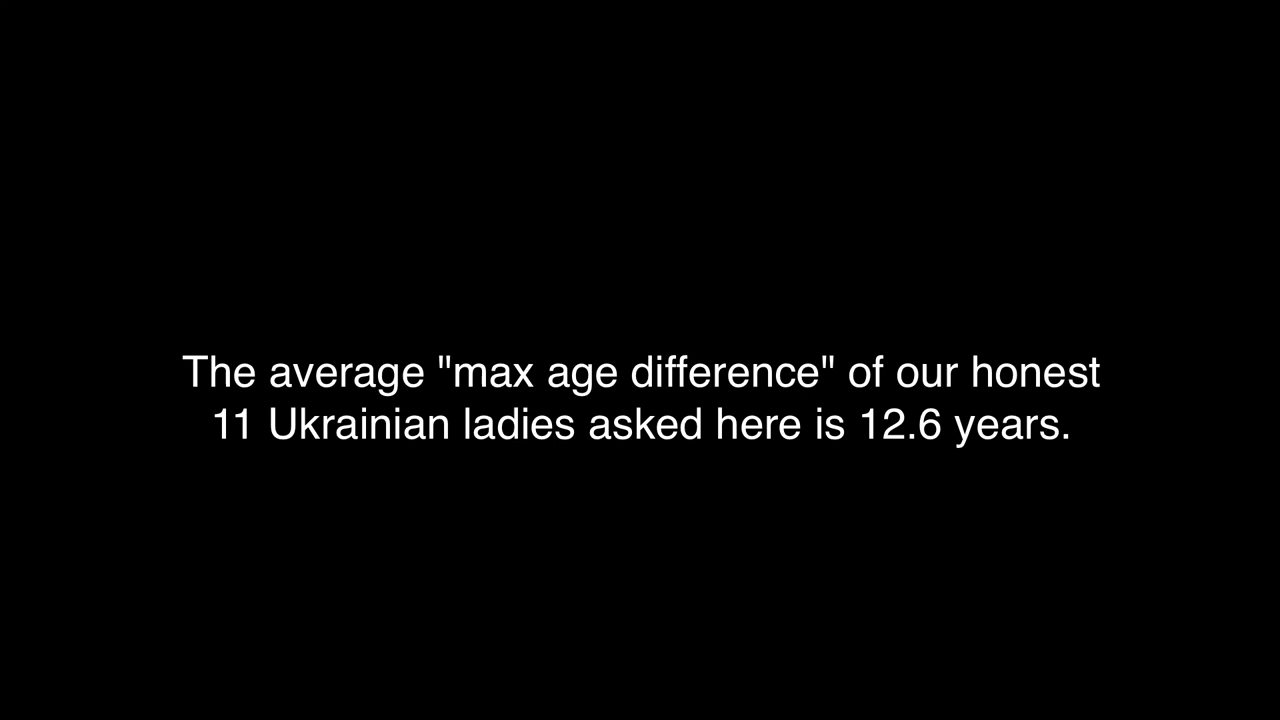 The average "max age difference" of our honest
11 Ukrainian ladies asked here is 12.6 years.